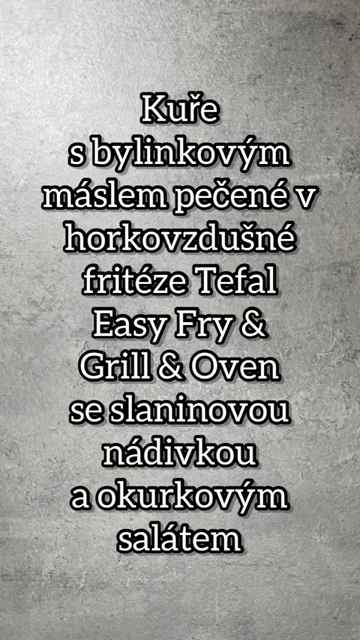 Kuře
s bylinkovým
máslem pečené v
horkovzdušné
fritéze Tefal
Easy Fry &
Grill & Oven
se slaninovou
nádivkou
a okurkovým
salátem